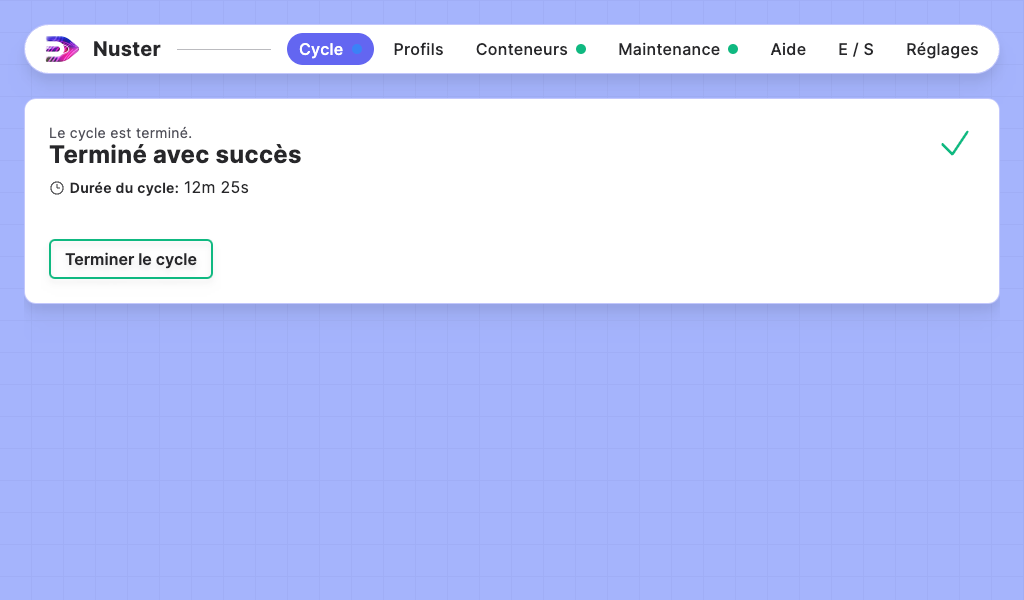 Nuster Cycle Profils Conteneurs Maintenance Aide E / S Réglages
Le cycle est terminé.
Terminé avec succès
Durée du cycle: 12m 25s
Terminer le cycle